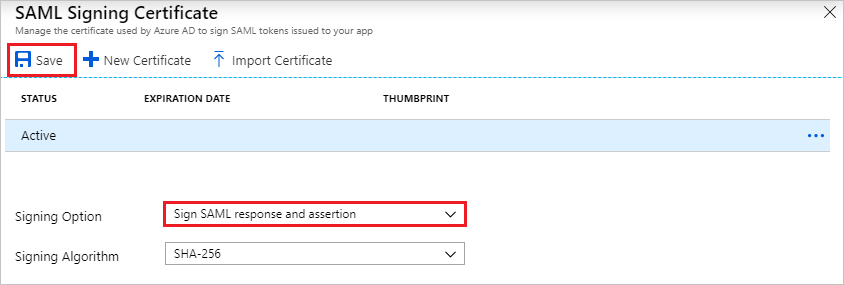 SAML Signing Certificate
Manage the certificate used by Azure AD to sign SAML tokens issued to your app
Save New Certificate Import Certificate
STATUS EXPIRATION DATE THUMBPRINT
Active
Signing Option Sign SAML response and assertion
Signing Algorithm SHA-256